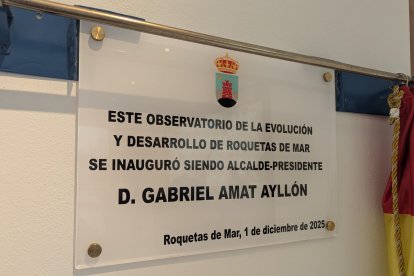 ESTE OBSERVATORIO DE LA EVOLUCIÓN
Y DESARROLLO DE ROQUETAS DE MAR
SE INAUGURÓ SIENDO ALCALDE-PRESIDENTE
D. GABRIEL AMAT AYLLÓN
Roquetas de Mar, 1 de diciembre de 2025